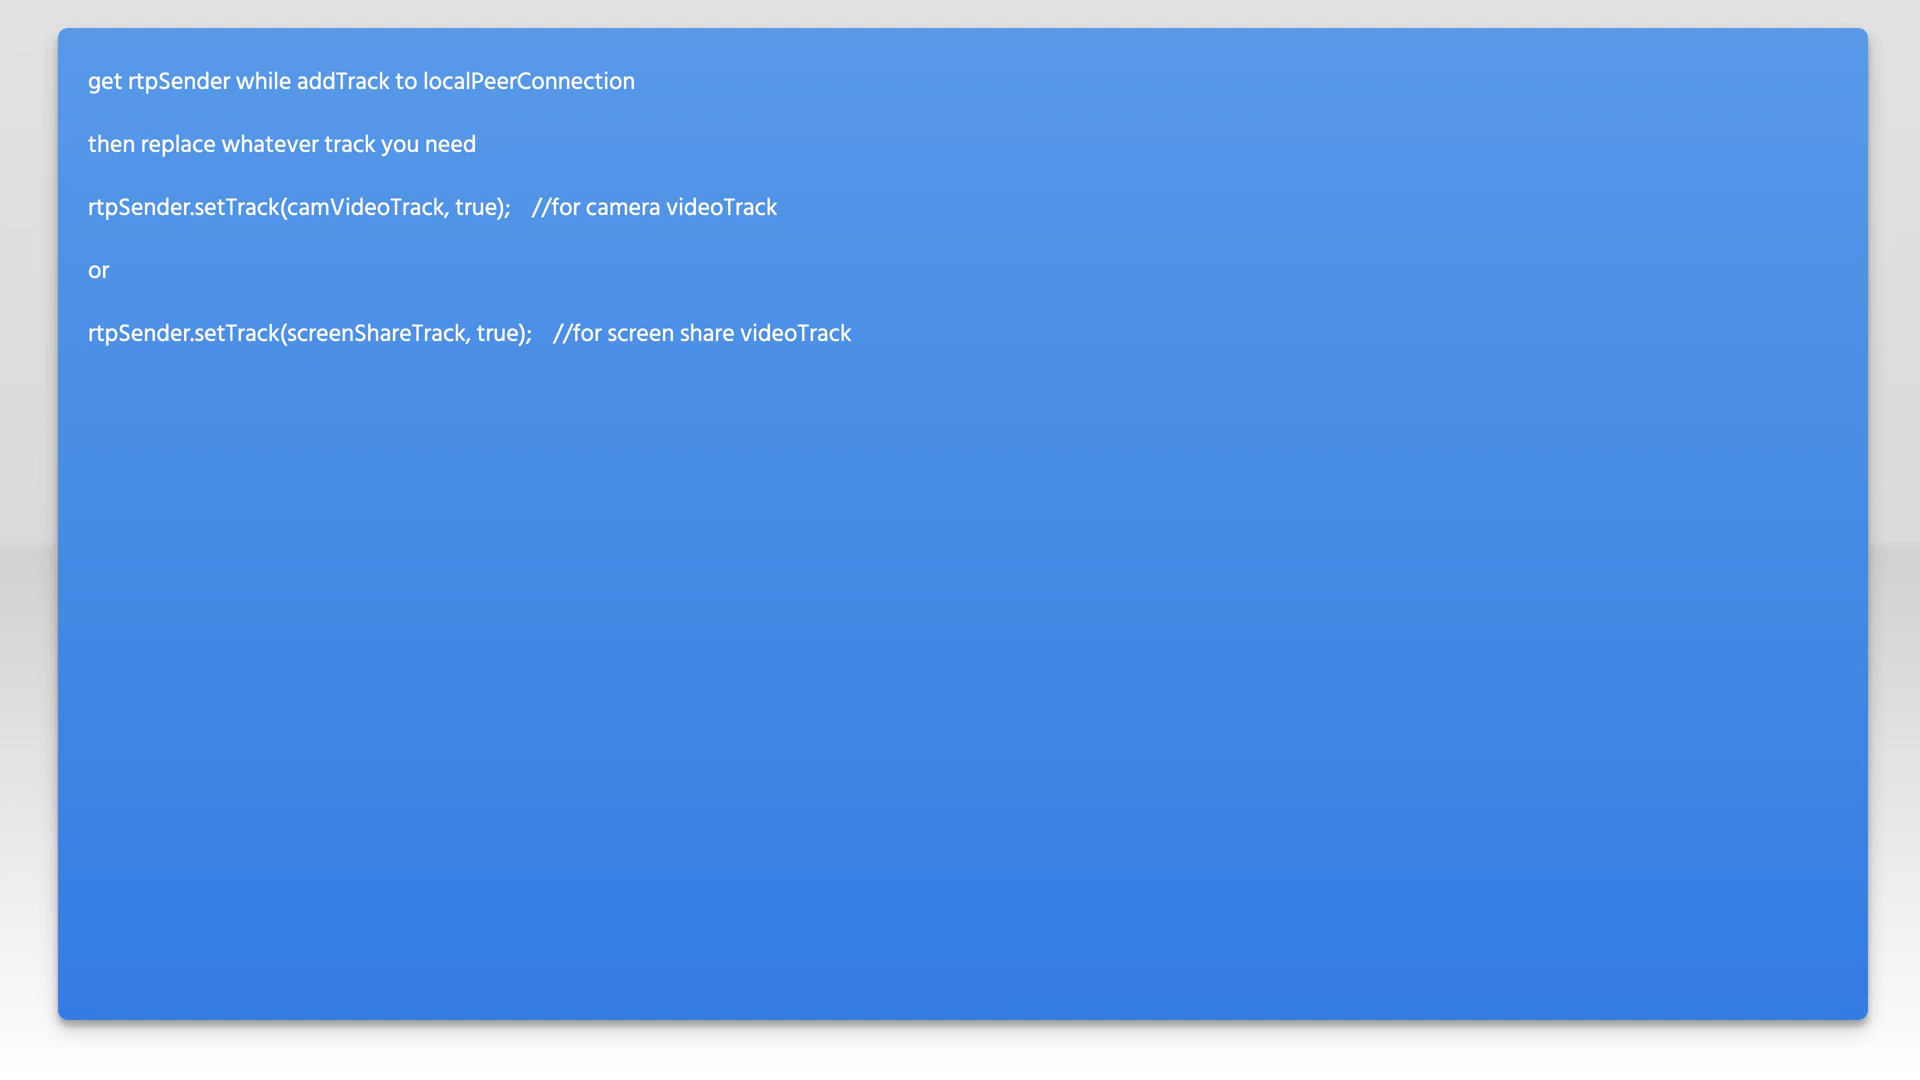 get rtpSender while addTrack to localPeerConnection
then replace whatever track you need
rtpSender.setTrack(camVideoTrack, true);    //for camera videoTrack
or
rtpSender.setTrack(screenShareTrack, true);    //for screen share videoTrack